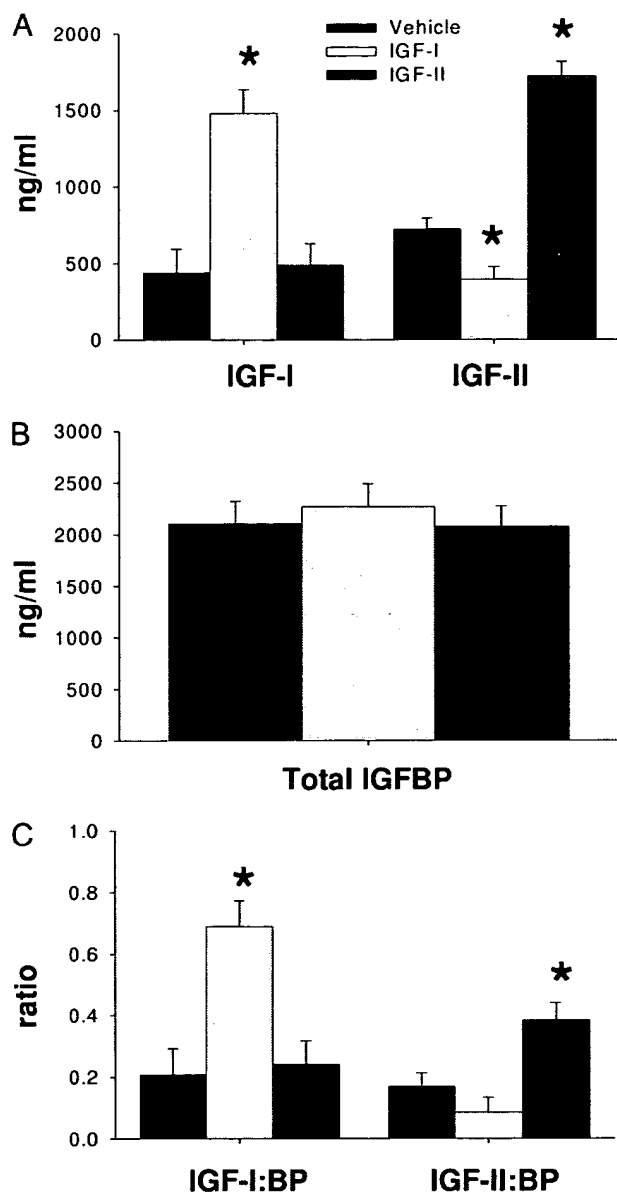 A
Vehicle
IGF-I
IGF-II
2000
1500
1000
500
0
ng/ml
*
*
*
IGF-I IGF-II
B
3000
2500
2000
1500
1000
500
0
ng/ml
Total IGFBP
C
1.0
0.8
0.6
0.4
0.2
0.0
ratio
*
*
IGF-I:BP IGF-II:BP